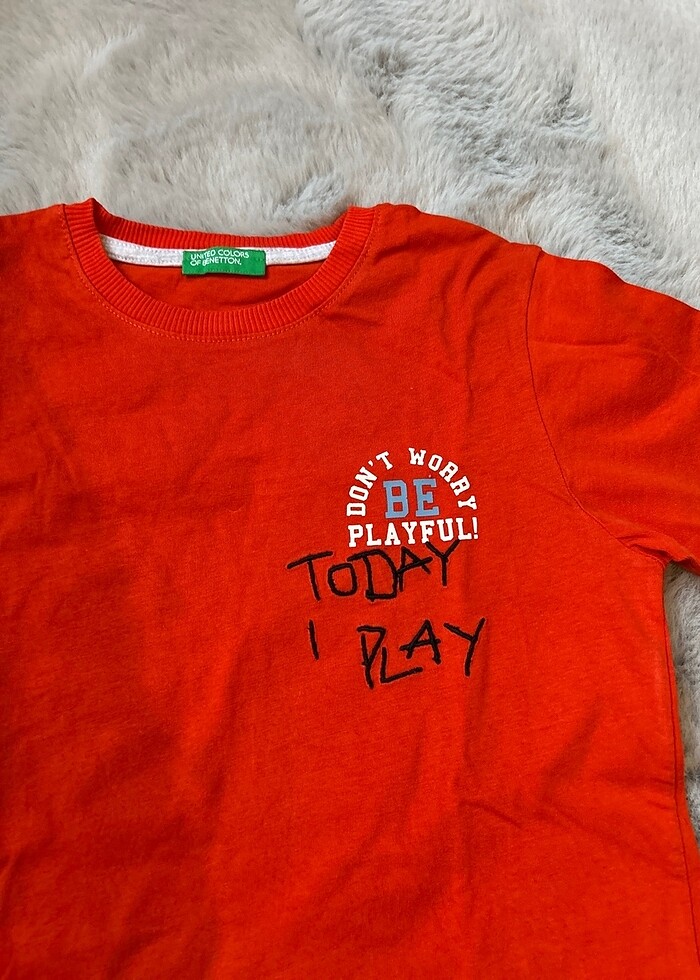 UNITED COLORS
OF BENETTON.
DON'T WORRY
BE
PLAYFUL!
TODAY
I PLAY